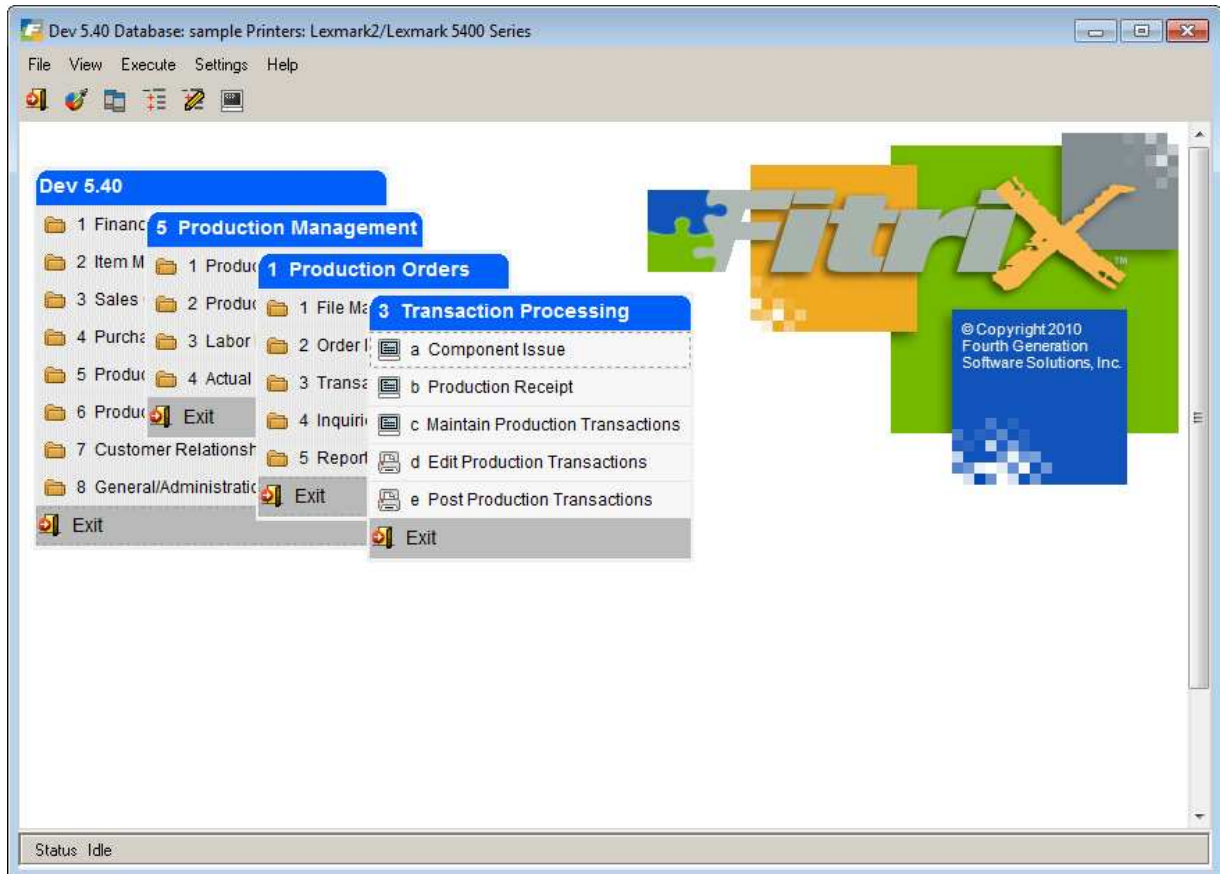 Dev 5.40 Database: sample Printers: Lexmark2/Lexmark 5400 Series
File View Execute Settings Help
Dev 5.40
1 Financ
2 Item M
3 Sales
4 Purcha
5 Produc
6 Produc
7 Customer Relationsh
8 General/Administratio
Exit
5 Production Management
1 Produc
2 Produc
3 Labor
4 Actual
Exit
1 Production Orders
1 File Ma
2 Order
3 Transa
4 Inquiri
5 Report
Exit
3 Transaction Processing
a Component Issue
b Production Receipt
c Maintain Production Transactions
d Edit Production Transactions
e Post Production Transactions
Exit
FitriX™
© Copyright 2010
Fourth Generation
Software Solutions, Inc.
Status Idle